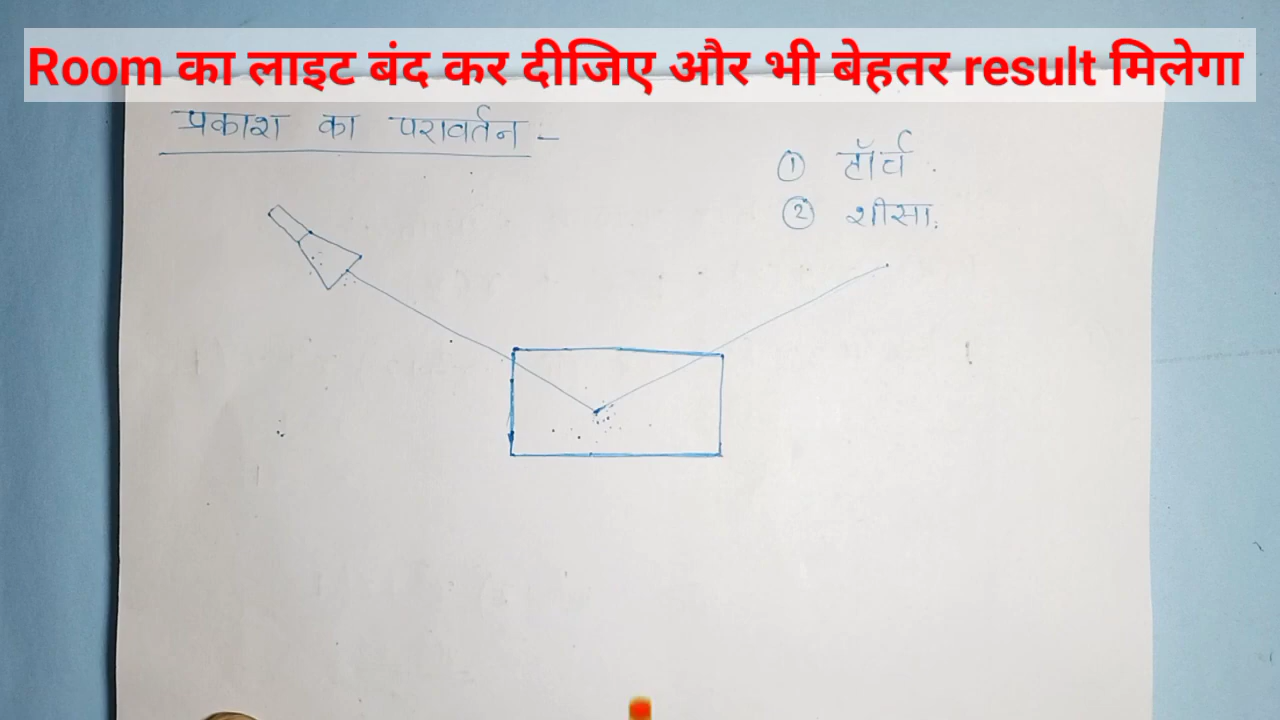 Room का लाइट बंद कर दीजिए और भी बेहतर result मिलेगा
प्रकाश का परावर्तन -
① टॉर्च
② शीसा